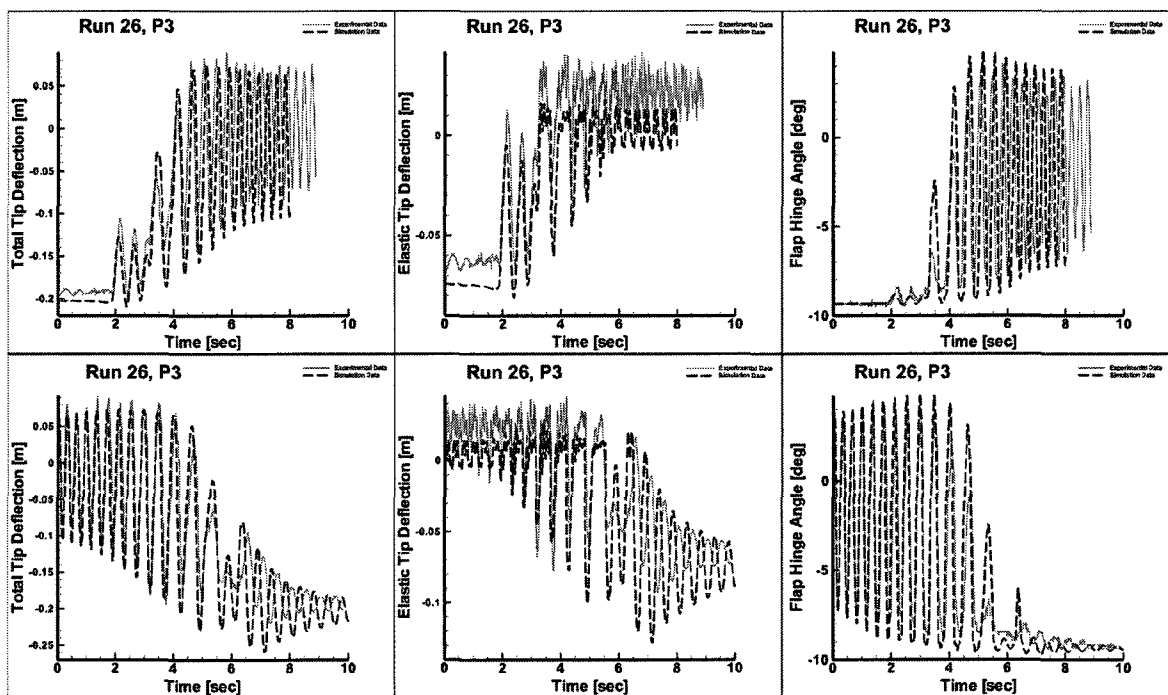 Run 26, P3
Experimental Data
Simulation Data
Total Tip Deflection [m]
0.05
0
-0.05
-0.1
-0.15
-0.2
0 2 4 6 8 10
Time [sec]
Run 26, P3
Experimental Data
Simulation Data
Elastic Tip Deflection [m]
0
-0.05
0 2 4 6 8 10
Time [sec]
Run 26, P3
Experimental Data
Simulation Data
Flap Hinge Angle [deg]
0
-5
-10
0 2 4 6 8 10
Time [sec]
Run 26, P3
Experimental Data
Simulation Data
Total Tip Deflection [m]
0.05
0
-0.05
-0.1
-0.15
-0.2
-0.25
0 2 4 6 8 10
Time [sec]
Run 26, P3
Experimental Data
Simulation Data
Elastic Tip Deflection [m]
0
-0.05
-0.1
0 2 4 6 8 10
Time [sec]
Run 26, P3
Experimental Data
Simulation Data
Flap Hinge Angle [deg]
0
-5
-10
0 2 4 6 8 10
Time [sec]